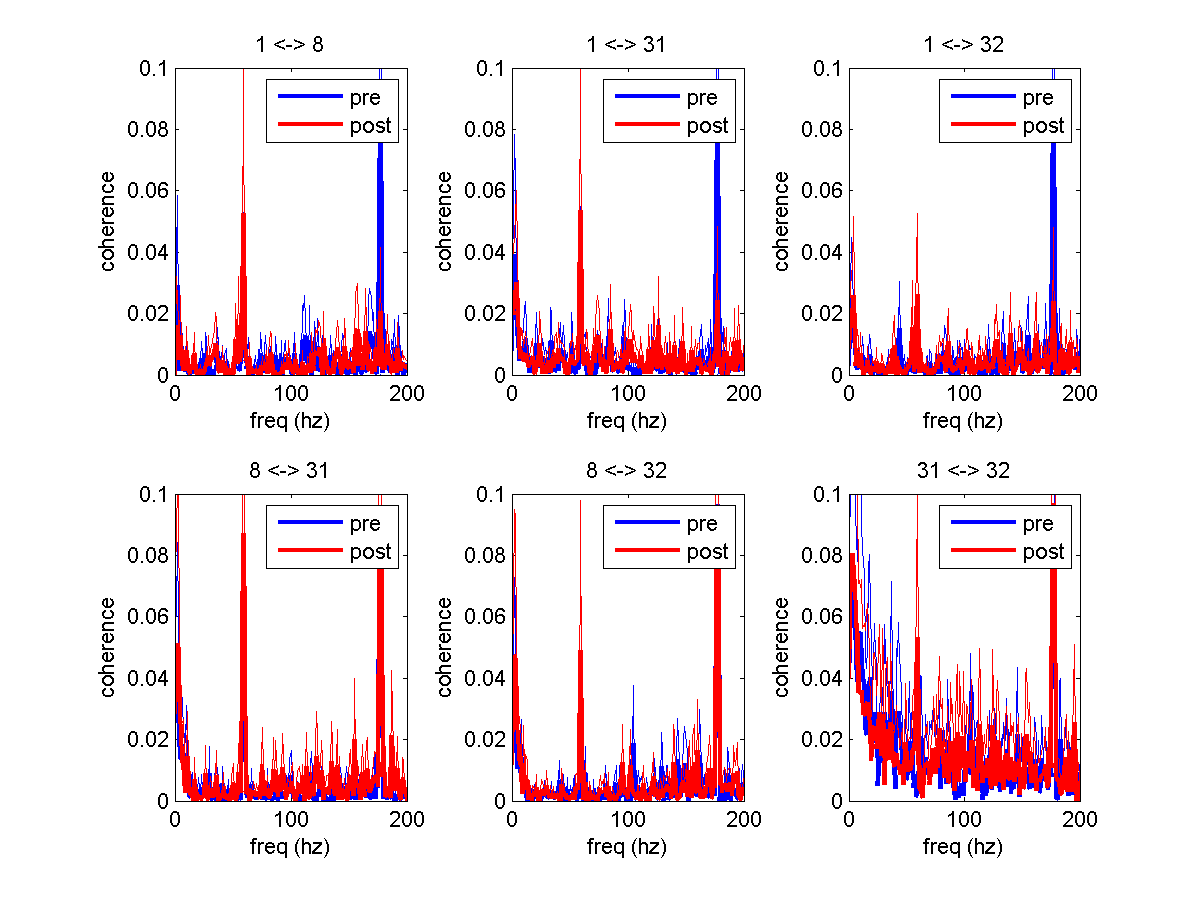 1 <-> 8
0.1
0.08
0.06
0.04
0.02
0
coherence
0 100 200
freq (hz)
pre
post
1 <-> 31
0.1
0.08
0.06
0.04
0.02
0
coherence
0 100 200
freq (hz)
pre
post
1 <-> 32
0.1
0.08
0.06
0.04
0.02
0
coherence
0 100 200
freq (hz)
pre
post
8 <-> 31
0.1
0.08
0.06
0.04
0.02
0
coherence
0 100 200
freq (hz)
pre
post
8 <-> 32
0.1
0.08
0.06
0.04
0.02
0
coherence
0 100 200
freq (hz)
pre
post
31 <-> 32
0.1
0.08
0.06
0.04
0.02
0
coherence
0 100 200
freq (hz)
pre
post